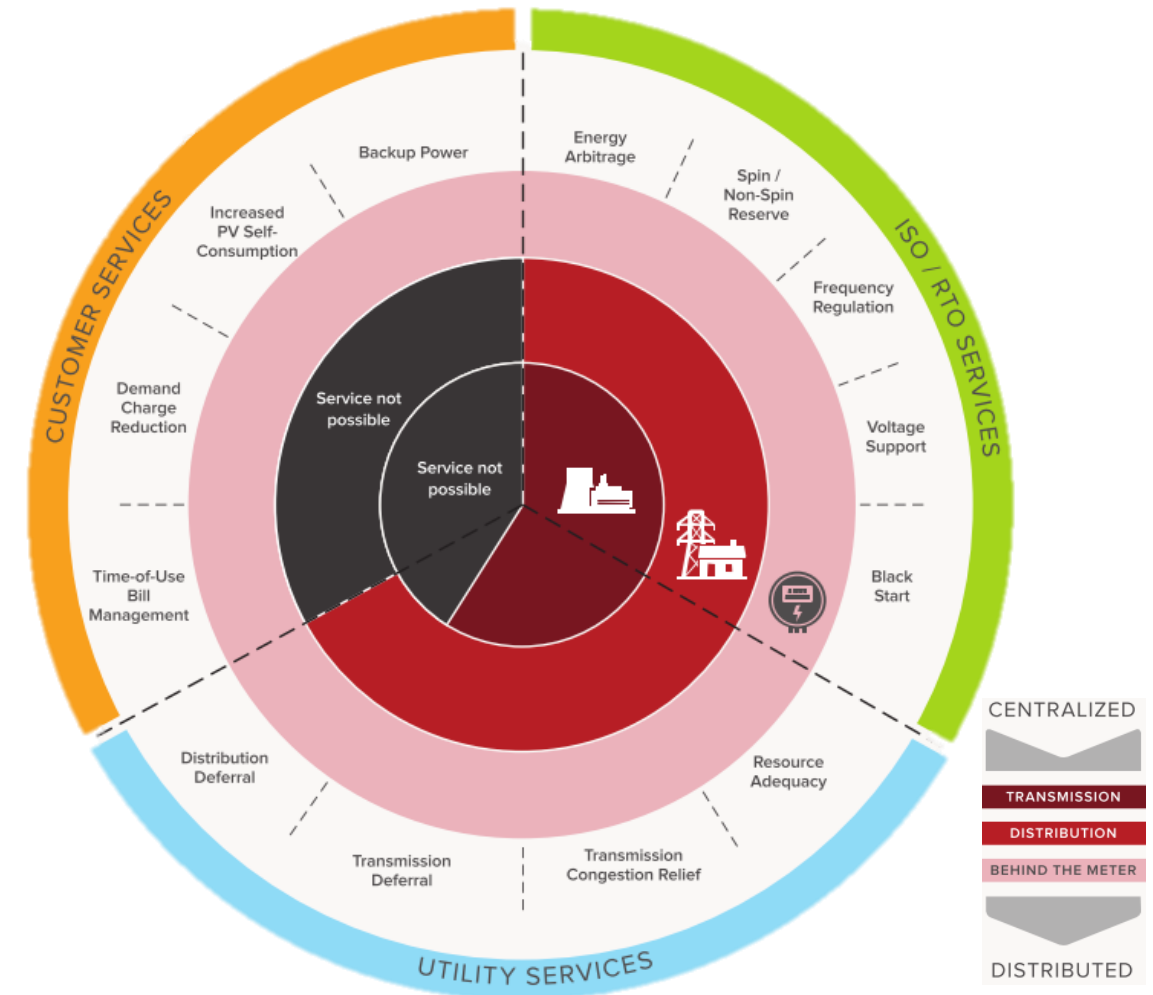 CUSTOMER SERVICES
ISO / RTO SERVICES
UTILITY SERVICES
Backup Power
Increased
PV Self-
Consumption
Demand
Charge
Reduction
Time-of-Use
Bill
Management
Energy
Arbitrage
Spin /
Non-Spin
Reserve
Frequency
Regulation
Voltage
Support
Black
Start
Resource
Adequacy
Transmission
Congestion Relief
Transmission
Deferral
Distribution
Deferral
Service not
possible
Service not
possible
CENTRALIZED
TRANSMISSION
DISTRIBUTION
BEHIND THE METER
DISTRIBUTED